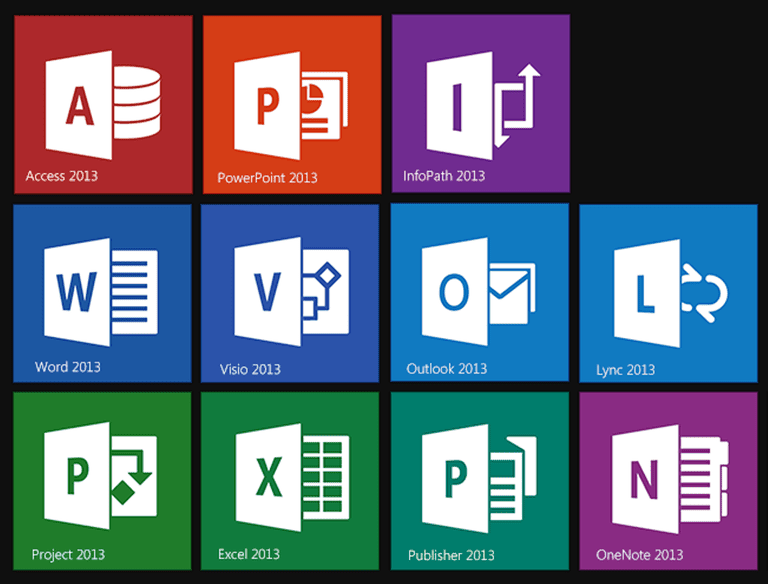 A
Access 2013
P
PowerPoint 2013
I
InfoPath 2013
W
Word 2013
V
Visio 2013
O
Outlook 2013
L
Lync 2013
P
Project 2013
X
Excel 2013
P
Publisher 2013
N
OneNote 2013